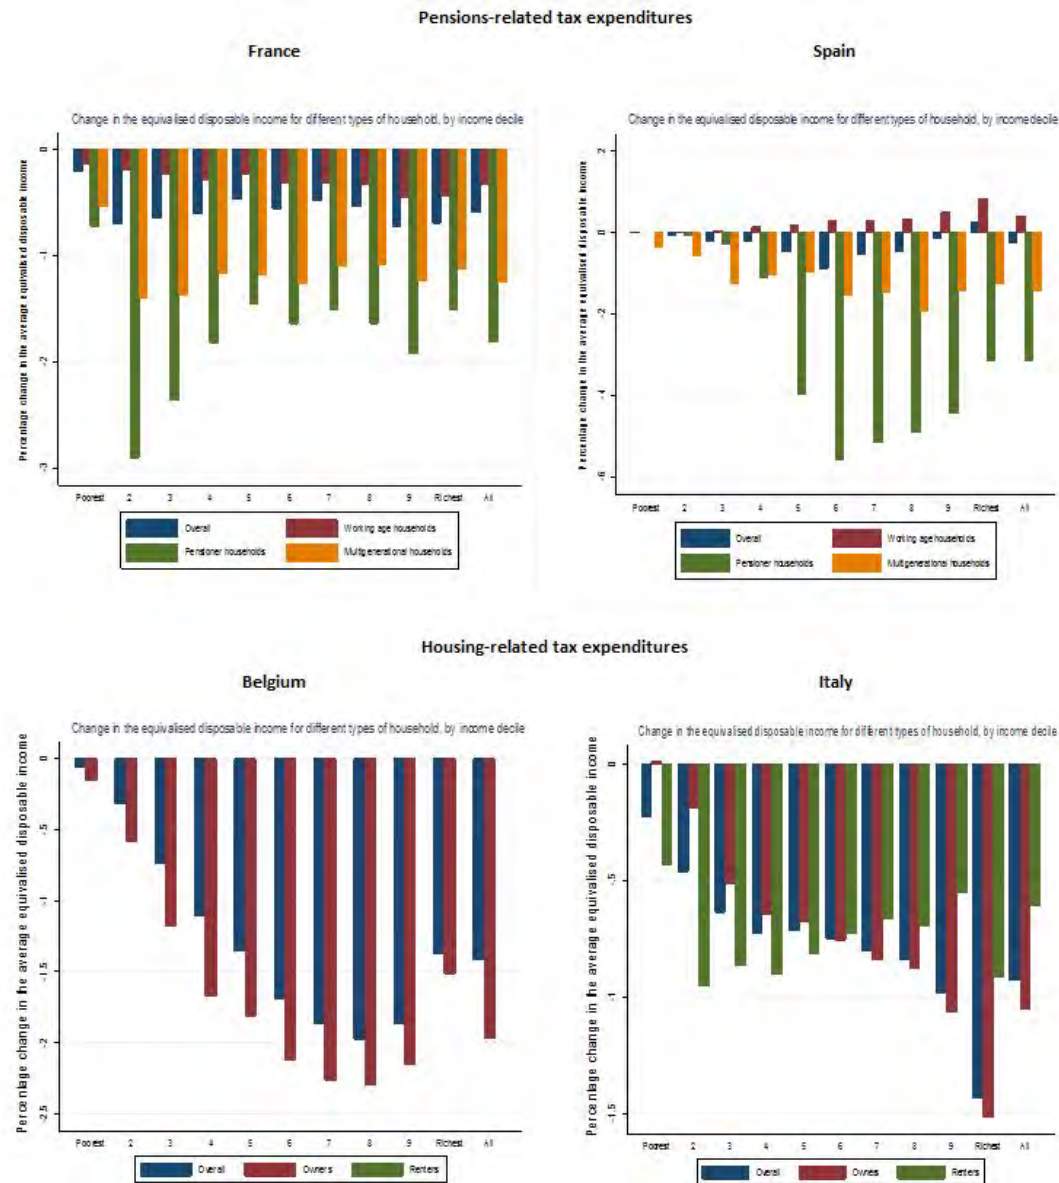 Pensions-related tax expenditures
France
Change in the equivalised disposable income for different types of household, by income decile
Percentage change in the average equivalised disposable income
0
-1
-2
-3
Poorest 2 3 4 5 6 7 8 9 Richest All
Overall Working age households
Pensioner households Multigenerational households
Spain
Change in the equivalised disposable income for different types of household, by income decile
Percentage change in the average equivalised disposable income
2
0
-2
-4
-6
Poorest 2 3 4 5 6 7 8 9 Richest All
Overall Working age households
Pensioner households Multigenerational households
Housing-related tax expenditures
Belgium
Change in the equivalised disposable income for different types of household, by income decile
Percentage change in the average equivalised disposable income
0
-.5
-1
-1.5
-2
-2.5
Poorest 2 3 4 5 6 7 8 9 Richest All
Overall Owners Renters
Italy
Change in the equivalised disposable income for different types of household, by income decile
Percentage change in the average equivalised disposable income
0
-.5
-1
-1.5
Poorest 2 3 4 5 6 7 8 9 Richest All
Overall Owners Renters